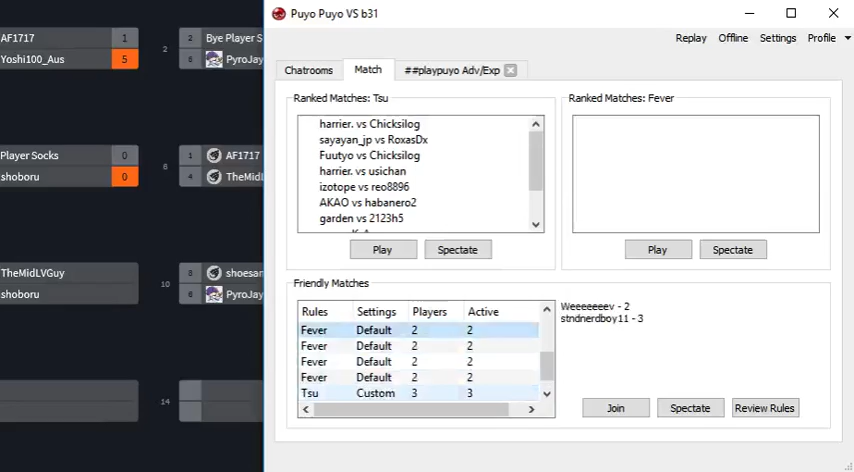 AF1717 1
Yoshi100_Aus 5
2
2 Bye Player S
6 PyroJay
Player Socks 0
shoboru 0
6
1 AF1717
4 TheMidL
TheMidLVGuy
shoboru
10
8 shoesan
6 PyroJay
14
Puyo Puyo VS b31
Replay Offline Settings Profile
Chatrooms Match ##playpuyo Adv/Exp
Ranked Matches: Tsu
harrier. vs Chicksilog
sayayan_jp vs RoxasDx
Fuutyo vs Chicksilog
harrier. vs usichan
izotope vs reo8896
AKAO vs habanero2
garden vs 2123h5
Play Spectate
Ranked Matches: Fever
Play Spectate
Friendly Matches
Rules Settings Players Active
Fever Default 2 2
Fever Default 2 2
Fever Default 2 2
Fever Default 2 2
Tsu Custom 3 3
Weeeeeeev - 2
stndnerdboy11 - 3
Join Spectate Review Rules